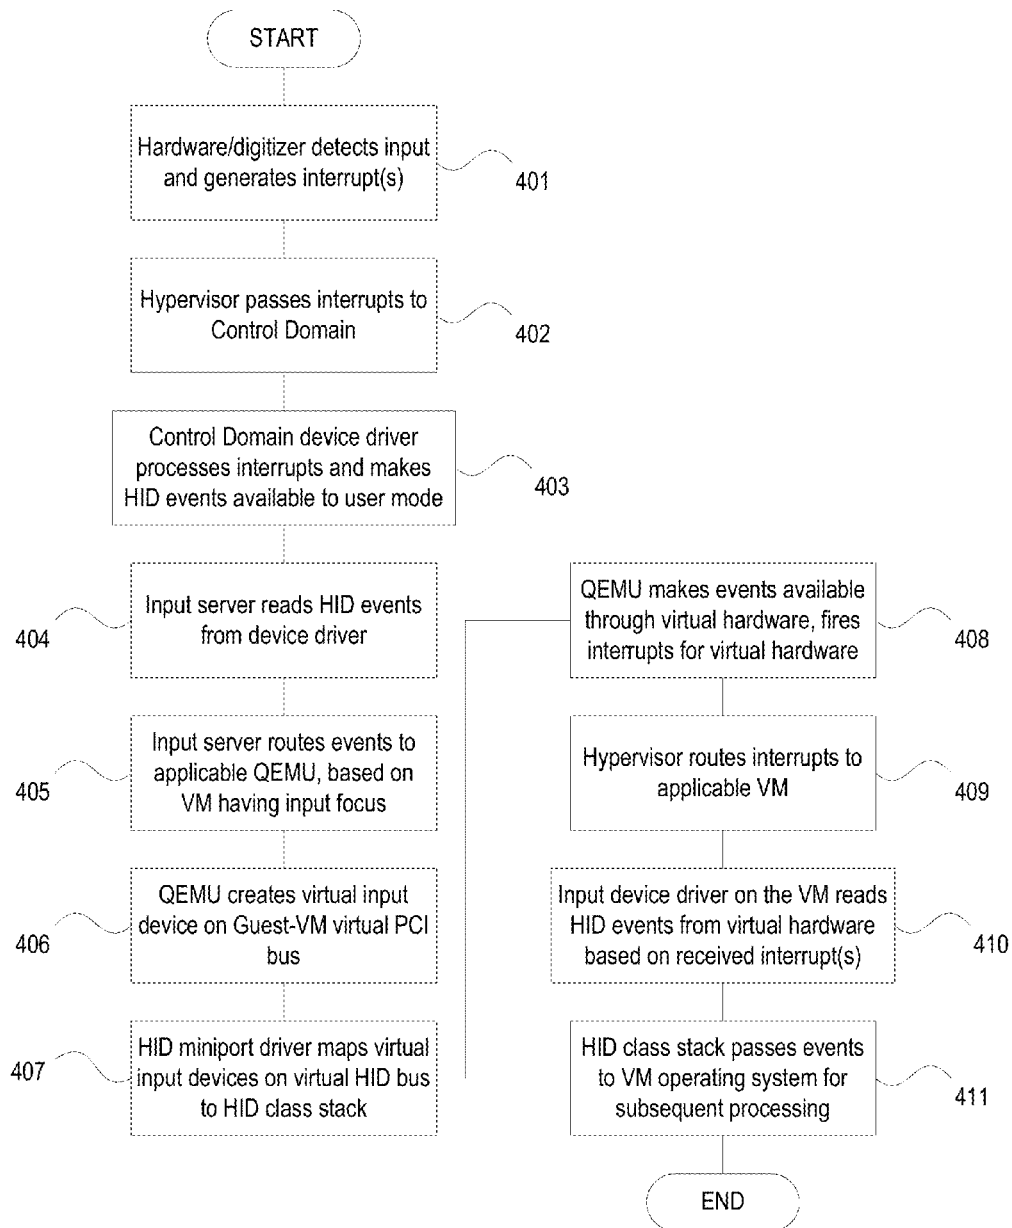 START
Hardware/digitizer detects input
and generates interrupt(s)
401
Hypervisor passes interrupts to
Control Domain
402
Control Domain device driver
processes interrupts and makes
HID events available to user mode
403
Input server reads HID events
from device driver
404
Input server routes events to
applicable QEMU, based on
VM having input focus
405
QEMU creates virtual input
device on Guest-VM virtual PCI
bus
406
HID miniport driver maps virtual
input devices on virtual HID bus
to HID class stack
407
QEMU makes events available
through virtual hardware, fires
interrupts for virtual hardware
408
Hypervisor routes interrupts to
applicable VM
409
Input device driver on the VM reads
HID events from virtual hardware
based on received interrupt(s)
410
HID class stack passes events
to VM operating system for
subsequent processing
411
END